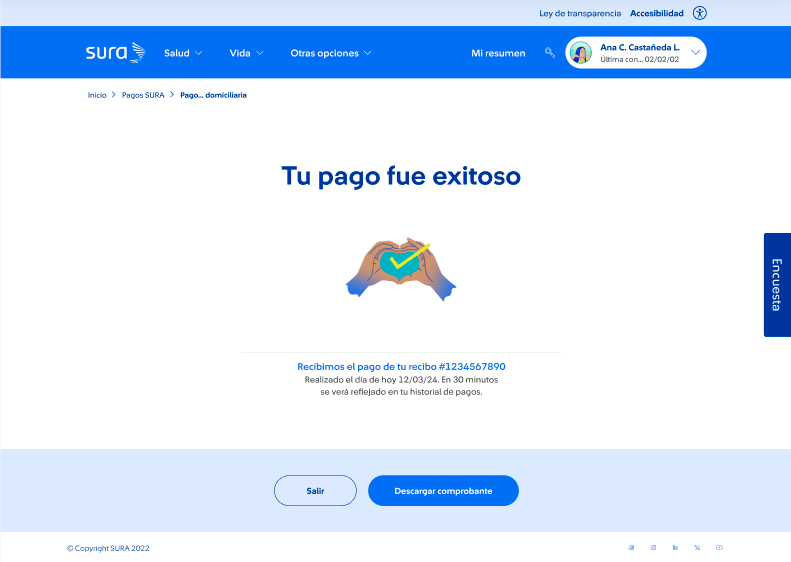 Ley de transparencia Accesibilidad
sura Salud Vida Otras opciones Mi resumen
Ana C. Castañeda L.
Última con... 02/02/02
Inicio > Pagos SURA > Pago... domiciliaria
Tu pago fue exitoso
Encuesta
Recibimos el pago de tu recibo #1234567890
Realizado el día de hoy 12/03/24. En 30 minutos
se verá reflejado en tu historial de pagos.
Salir Descargar comprobante
© Copyright SURA 2022